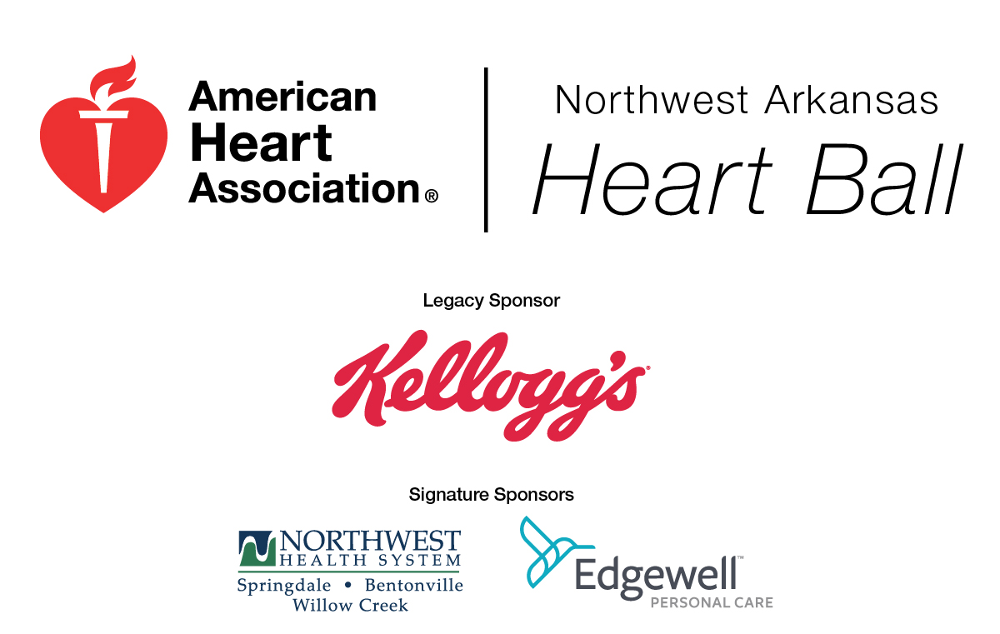 American
Heart
Association®
Northwest Arkansas
Heart Ball
Legacy Sponsor
Kellogg's®
Signature Sponsors
NORTHWEST
HEALTH SYSTEM
Springdale • Bentonville
Willow Creek
Edgewell™
PERSONAL CARE